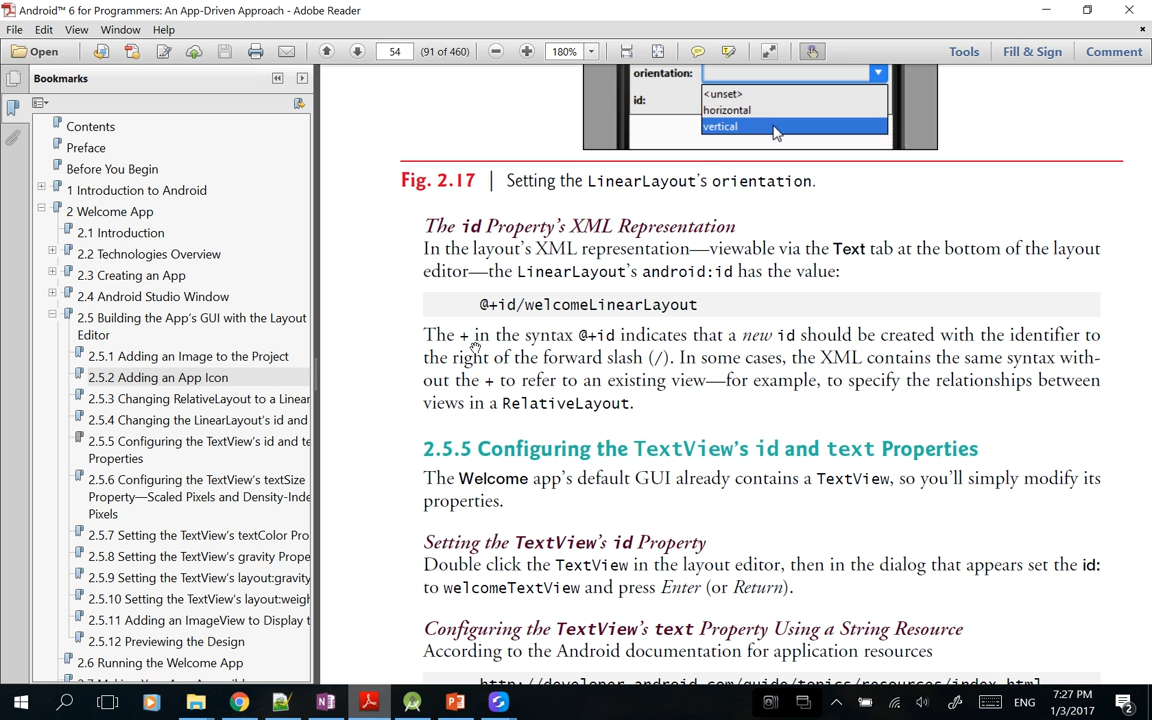 Android™ 6 for Programmers: An App-Driven Approach - Adobe Reader
File Edit View Window Help
Open 54 (91 of 460) 180% Tools Fill & Sign Comment
Bookmarks
Contents
Preface
Before You Begin
1 Introduction to Android
2 Welcome App
2.1 Introduction
2.2 Technologies Overview
2.3 Creating an App
2.4 Android Studio Window
2.5 Building the App's GUI with the Layout
Editor
2.5.1 Adding an Image to the Project
2.5.2 Adding an App Icon
2.5.3 Changing RelativeLayout to a Linear
2.5.4 Changing the LinearLayout's id and
2.5.5 Configuring the TextView's id and te
Properties
2.5.6 Configuring the TextView's textSize
Property—Scaled Pixels and Density-Inde
Pixels
2.5.7 Setting the TextView's textColor Pro
2.5.8 Setting the TextView's gravity Prope
2.5.9 Setting the TextView's layout:gravity
2.5.10 Setting the TextView's layout:weigh
2.5.11 Adding an ImageView to Display t
2.5.12 Previewing the Design
2.6 Running the Welcome App
orientation:
<unset>
id:
horizontal
vertical
Fig. 2.17 | Setting the LinearLayout's orientation.
The id Property's XML Representation
In the layout's XML representation—viewable via the Text tab at the bottom of the layout
editor—the LinearLayout's android:id has the value:
@+id/welcomeLinearLayout
The + in the syntax @+id indicates that a new id should be created with the identifier to
the right of the forward slash (/). In some cases, the XML contains the same syntax with-
out the + to refer to an existing view—for example, to specify the relationships between
views in a RelativeLayout.
2.5.5 Configuring the TextView's id and text Properties
The Welcome app's default GUI already contains a TextView, so you'll simply modify its
properties.
Setting the TextView's id Property
Double click the TextView in the layout editor, then in the dialog that appears set the id:
to welcomeTextView and press Enter (or Return).
Configuring the TextView's text Property Using a String Resource
According to the Android documentation for application resources
http://developer.android.com/guide/topics/resources/index.html
ENG
7:27 PM
1/3/2017
2